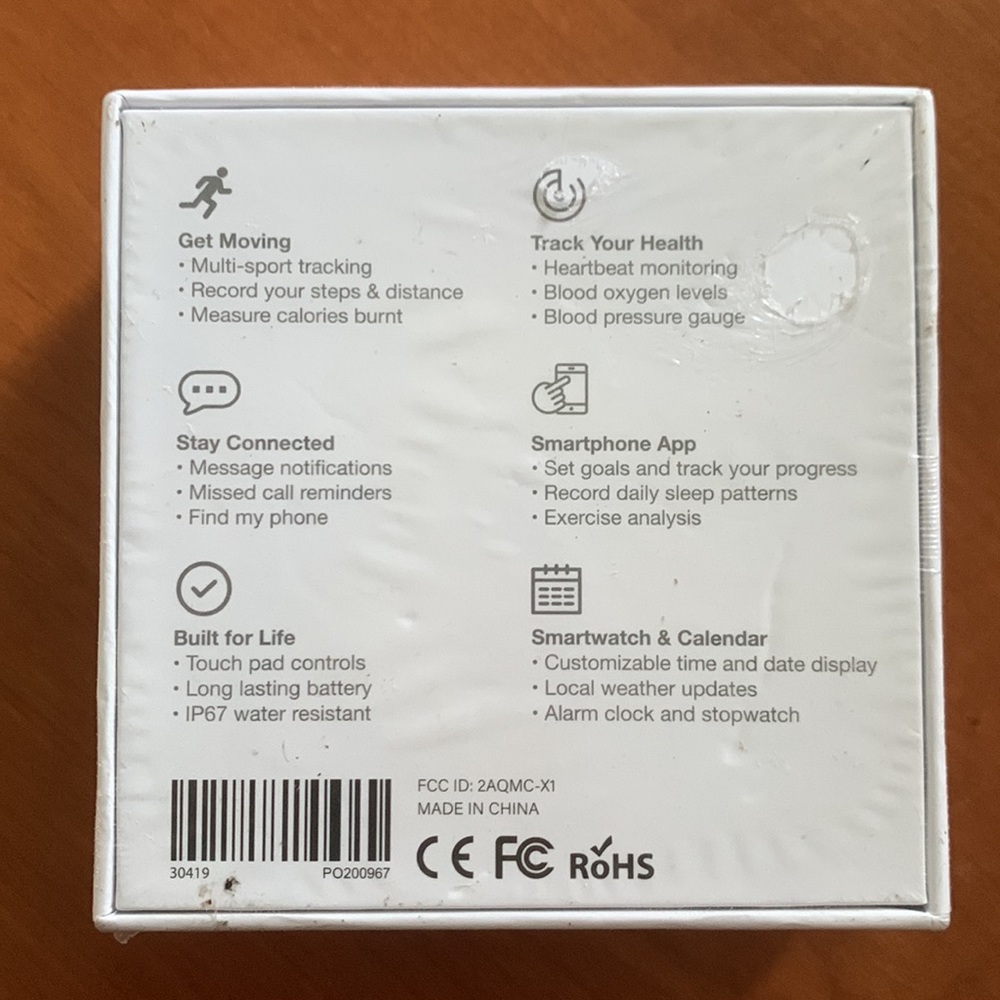 Get Moving
• Multi-sport tracking
• Record your steps & distance
• Measure calories burnt
Track Your Health
• Heartbeat monitoring
• Blood oxygen levels
• Blood pressure gauge
Stay Connected
• Message notifications
• Missed call reminders
• Find my phone
Smartphone App
• Set goals and track your progress
• Record daily sleep patterns
• Exercise analysis
Built for Life
• Touch pad controls
• Long lasting battery
• IP67 water resistant
Smartwatch & Calendar
• Customizable time and date display
• Local weather updates
• Alarm clock and stopwatch
30419 PO200967
FCC ID: 2AQMC-X1
MADE IN CHINA
CE FC RoHS